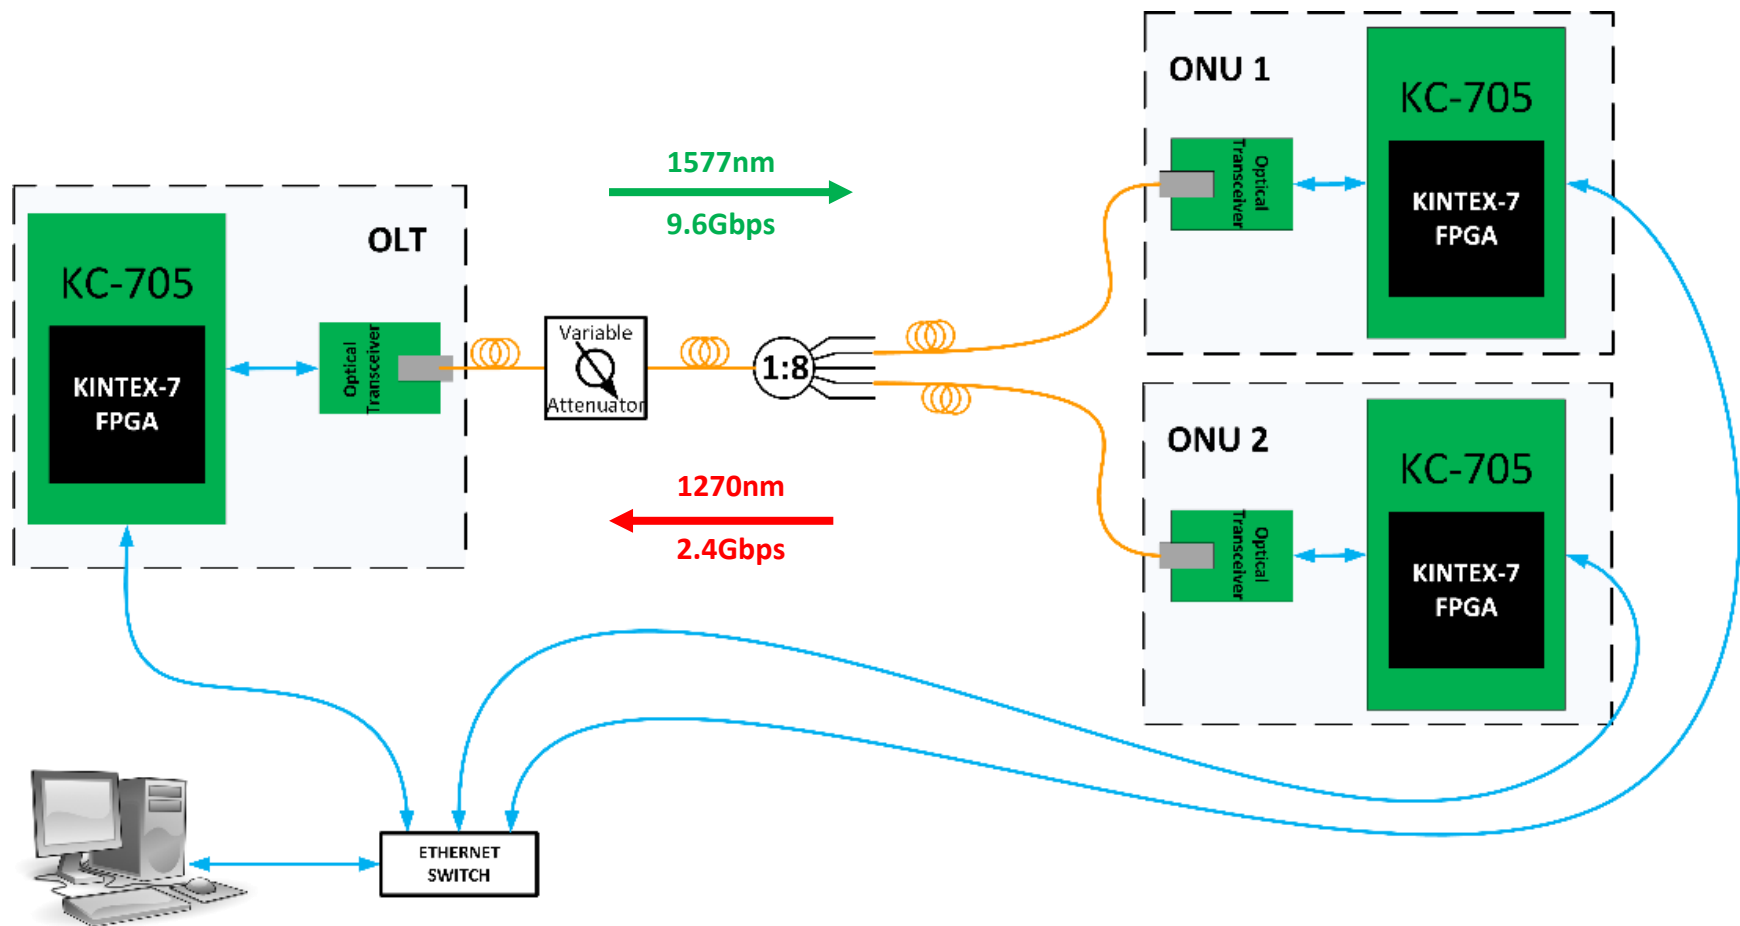 ONU 1
KC-705
Optical
Transceiver
KINTEX-7
FPGA
1577nm
9.6Gbps
OLT
KC-705
KINTEX-7
FPGA
Optical
Transceiver
Variable
Attenuator
1:8
1270nm
2.4Gbps
ONU 2
KC-705
Optical
Transceiver
KINTEX-7
FPGA
ETHERNET
SWITCH